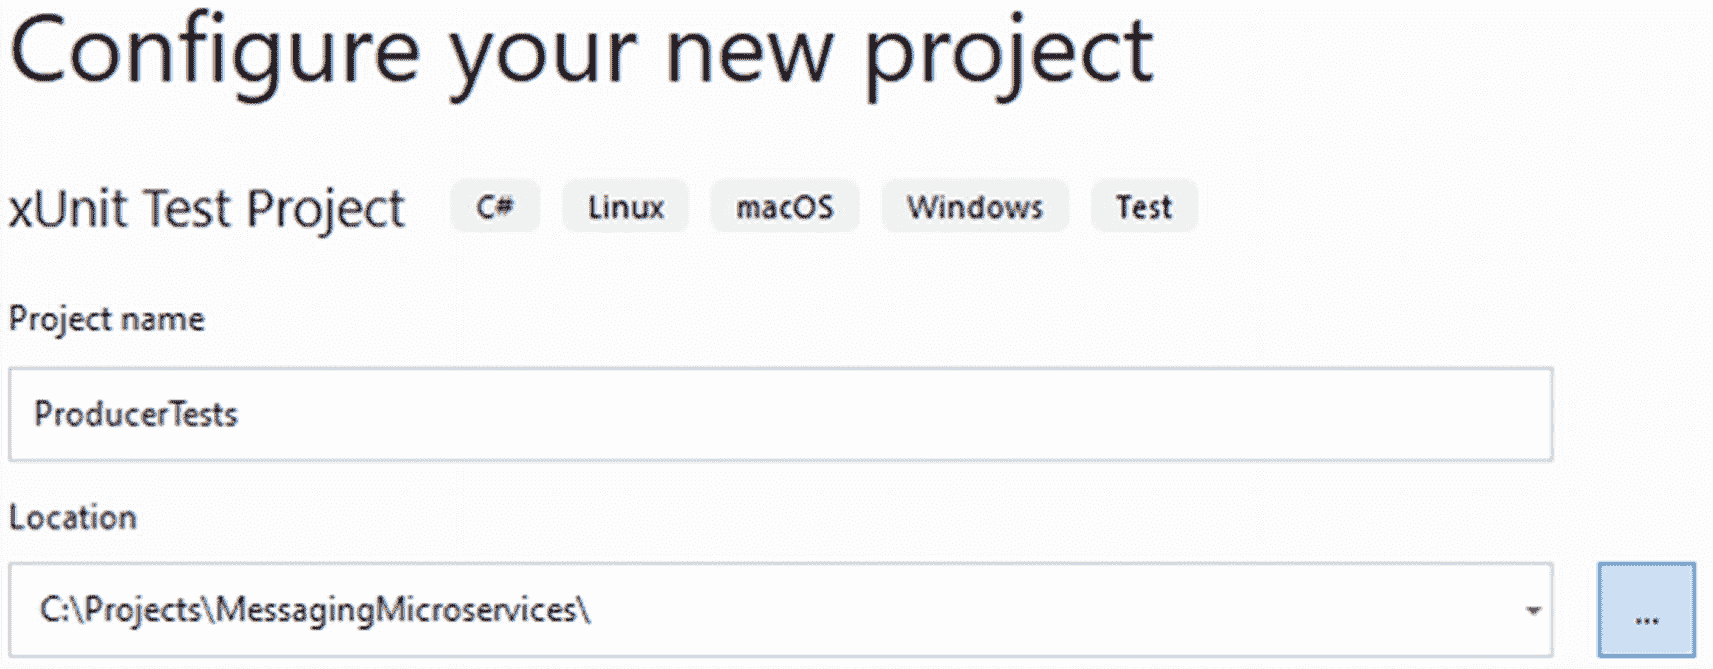 Configure your new project
xUnit Test Project C# Linux macOS Windows Test
Project name
ProducerTests
Location
C:\Projects\MessagingMicroservices\
...